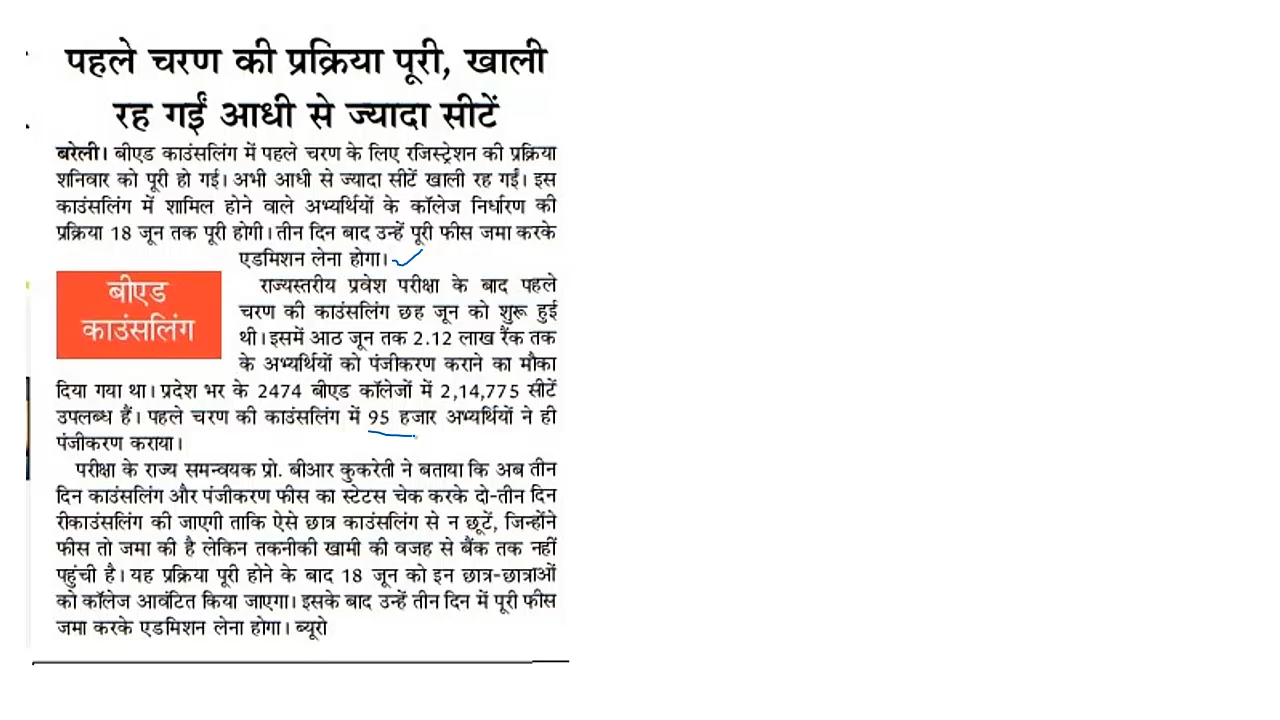 पहले चरण की प्रक्रिया पूरी, खाली
रह गईं आधी से ज्यादा सीटें
बरेली। बीएड काउंसलिंग में पहले चरण के लिए रजिस्ट्रेशन की प्रक्रिया
शनिवार को पूरी हो गई। अभी आधी से ज्यादा सीटें खाली रह गईं। इस
काउंसलिंग में शामिल होने वाले अभ्यर्थियों के कॉलेज निर्धारण की
प्रक्रिया 18 जून तक पूरी होगी। तीन दिन बाद उन्हें पूरी फीस जमा करके
एडमिशन लेना होगा।
बीएड
काउंसलिंग
राज्यस्तरीय प्रवेश परीक्षा के बाद पहले
चरण की काउंसलिंग छह जून को शुरू हुई
थी। इसमें आठ जून तक 2.12 लाख रैंक तक
के अभ्यर्थियों को पंजीकरण कराने का मौका
दिया गया था। प्रदेश भर के 2474 बीएड कॉलेजों में 2,14,775 सीटें
उपलब्ध हैं। पहले चरण की काउंसलिंग में 95 हजार अभ्यर्थियों ने ही
पंजीकरण कराया।
परीक्षा के राज्य समन्वयक प्रो. बीआर कुकरेती ने बताया कि अब तीन
दिन काउंसलिंग और पंजीकरण फीस का स्टेटस चेक करके दो-तीन दिन
रीकाउंसलिंग की जाएगी ताकि ऐसे छात्र काउंसलिंग से न छूटें, जिन्होंने
फीस तो जमा की है लेकिन तकनीकी खामी की वजह से बैंक तक नहीं
पहुंची है। यह प्रक्रिया पूरी होने के बाद 18 जून को इन छात्र-छात्राओं
को कॉलेज आवंटित किया जाएगा। इसके बाद उन्हें तीन दिन में पूरी फीस
जमा करके एडमिशन लेना होगा। ब्यूरो